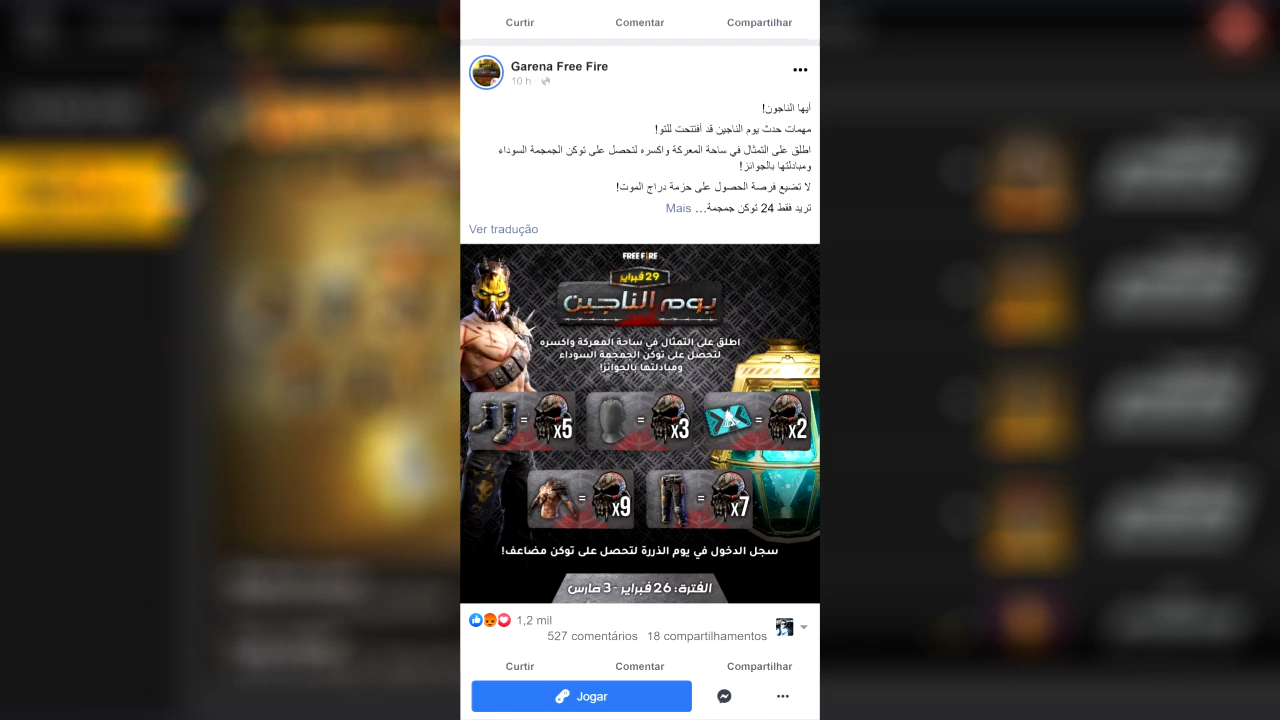 Curtir Comentar Compartilhar
Garena Free Fire
10 h
أيها الناجون!
مهمات حدث يوم الناجين قد أفتتحت للتو!
اطلق على التمثال في ساحة المعركة واكسره لتحصل على توكن الجمجمة السوداء
ومبادلتها بالجوائز!
لا تضيع فرصة الحصول على حزمة دراج الموت!
تريد فقط 24 توكن جمجمة... Mais
Ver tradução
FREE FIRE
29 فبراير
يوم الناجين
اطلق على التمثال في ساحة المعركة واكسره
لتحصل على توكن الجمجمة السوداء
ومبادلتها بالجوائز!
= x5 = x3 = x2
= x9 = x7
سجل الدخول في يوم الذروة لتحصل على توكن مضاعف!
الفترة: 26 فبراير - 3 مارس
1,2 mil
527 comentários 18 compartilhamentos
Curtir Comentar Compartilhar
Jogar